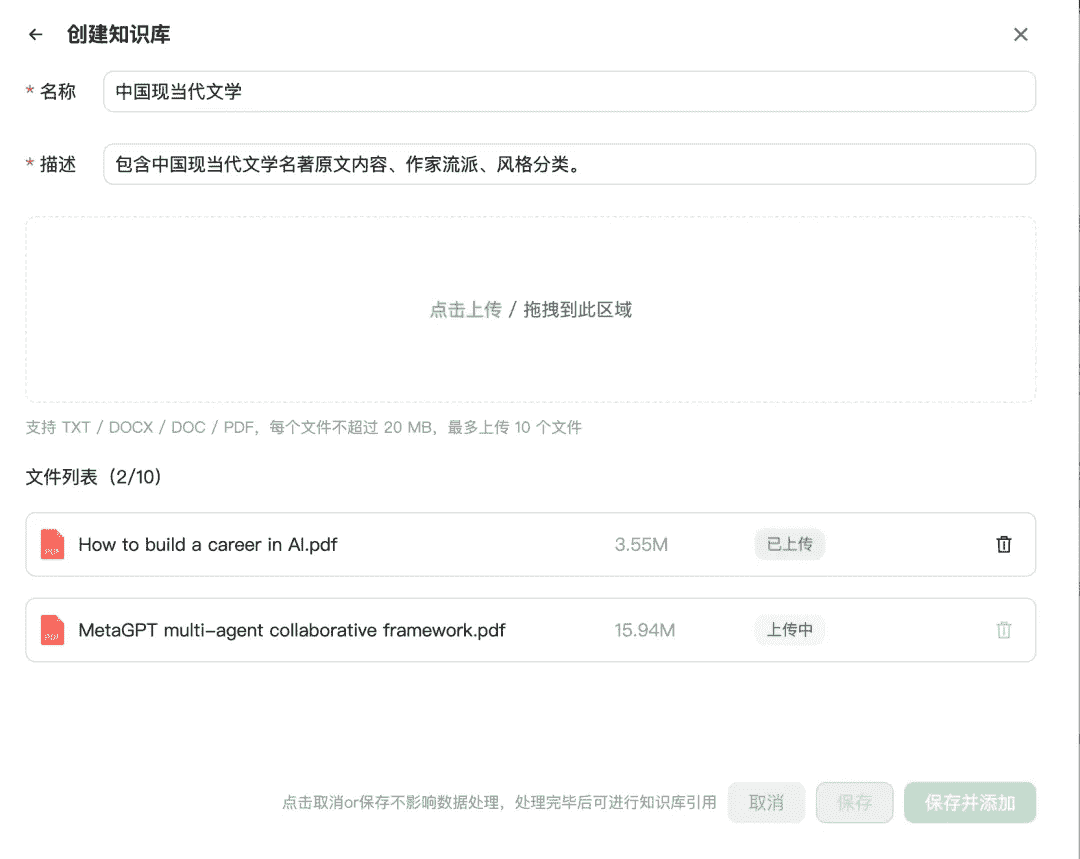 创建知识库
* 名称 中国现当代文学
* 描述 包含中国现当代文学名著原文内容、作家流派、风格分类。
点击上传 / 拖拽到此区域
支持 TXT / DOCX / DOC / PDF，每个文件不超过 20 MB，最多上传 10 个文件
文件列表（2/10）
PDF How to build a career in AI.pdf 3.55M 已上传
PDF MetaGPT multi-agent collaborative framework.pdf 15.94M 上传中
点击取消or保存不影响数据处理，处理完毕后可进行知识库引用 取消 保存 保存并添加